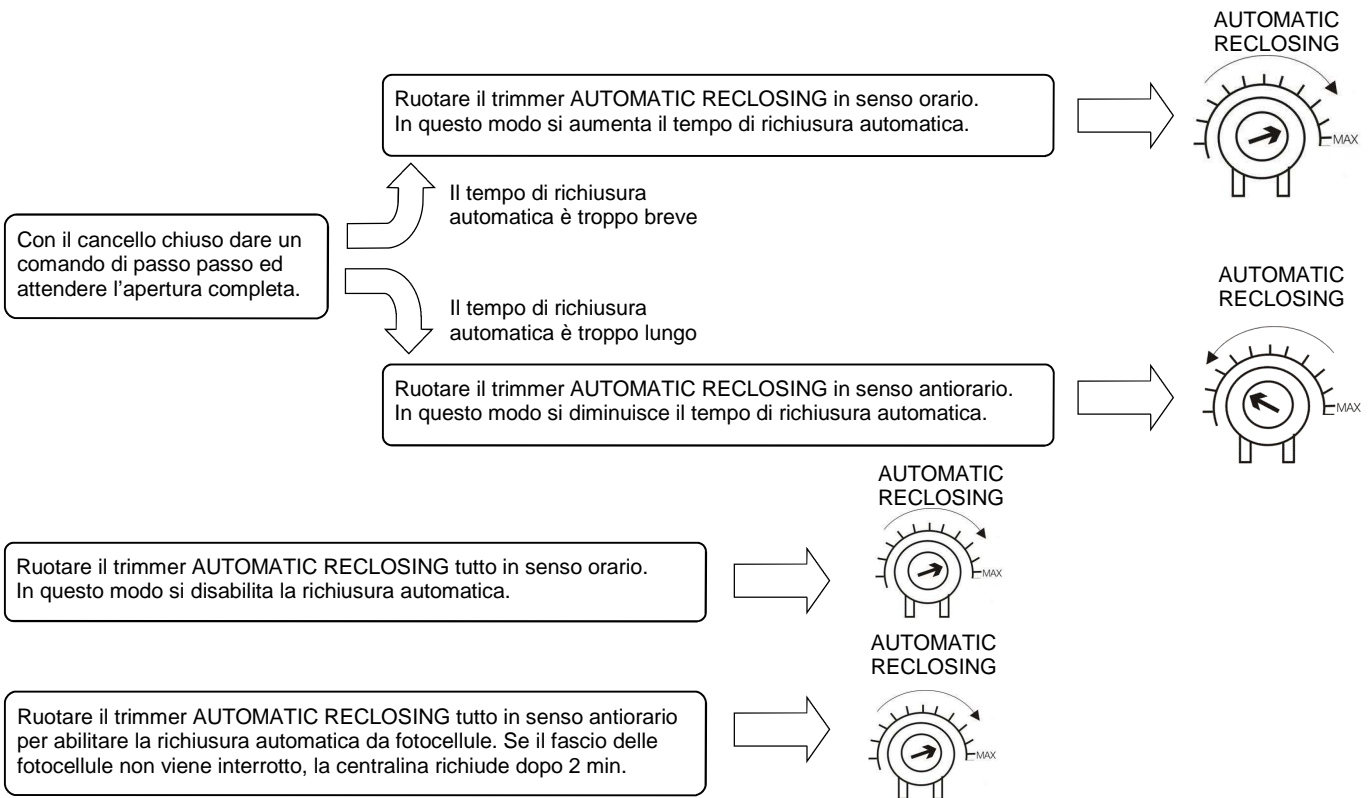 AUTOMATIC
RECLOSING
Ruotare il trimmer AUTOMATIC RECLOSING in senso orario.
In questo modo si aumenta il tempo di richiusura automatica.
MAX
Il tempo di richiusura
automatica è troppo breve
Con il cancello chiuso dare un
comando di passo passo ed
attendere l'apertura completa.
Il tempo di richiusura
automatica è troppo lungo
AUTOMATIC
RECLOSING
Ruotare il trimmer AUTOMATIC RECLOSING in senso antiorario.
In questo modo si diminuisce il tempo di richiusura automatica.
MAX
AUTOMATIC
RECLOSING
Ruotare il trimmer AUTOMATIC RECLOSING tutto in senso orario.
In questo modo si disabilita la richiusura automatica.
MAX
AUTOMATIC
RECLOSING
Ruotare il trimmer AUTOMATIC RECLOSING tutto in senso antiorario
per abilitare la richiusura automatica da fotocellule. Se il fascio delle
fotocellule non viene interrotto, la centralina richiude dopo 2 min.
MAX